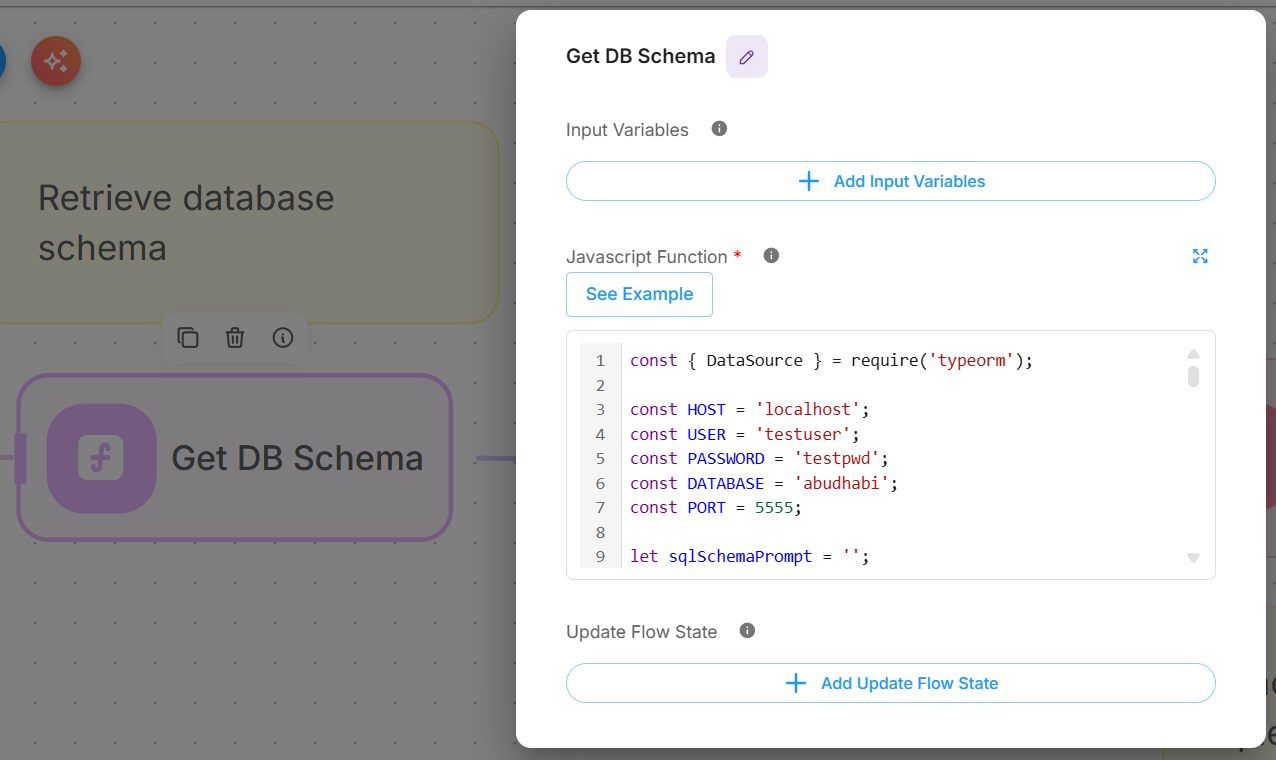 Get DB Schema
Input Variables
Add Input Variables
Javascript Function *
See Example
1 const { DataSource } = require('typeorm');
2
3 const HOST = 'localhost';
4 const USER = 'testuser';
5 const PASSWORD = 'testpwd';
6 const DATABASE = 'abudhabi';
7 const PORT = 5555;
8
9 let sqlSchemaPrompt = '';
Update Flow State
Add Update Flow State
Retrieve database
schema
Get DB Schema